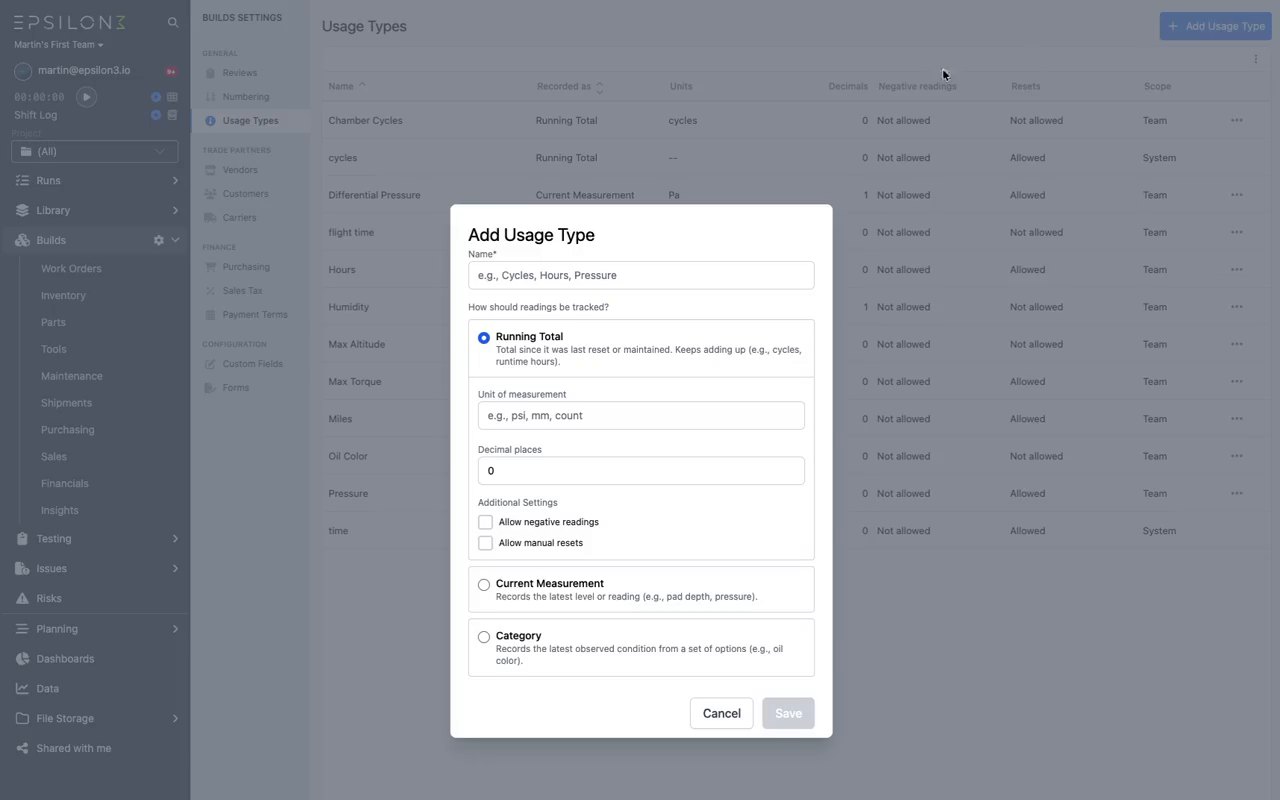 EPSILON3
Martin's First Team
martin@epsilon3.io
9+
00:00:00
Shift Log
Project
(All)
Runs
Library
Builds
Work Orders
Inventory
Parts
Tools
Maintenance
Shipments
Purchasing
Sales
Financials
Insights
Testing
Issues
Risks
Planning
Dashboards
Data
File Storage
Shared with me
BUILDS SETTINGS
GENERAL
Reviews
Numbering
Usage Types
TRADE PARTNERS
Vendors
Customers
Carriers
FINANCE
Purchasing
Sales Tax
Payment Terms
CONFIGURATION
Custom Fields
Forms
Usage Types
+ Add Usage Type
Name Recorded as Units Decimals Negative readings Resets Scope
Chamber Cycles Running Total cycles 0 Not allowed Not allowed Team
cycles Running Total -- 0 Not allowed Allowed System
Differential Pressure Current Measurement Pa 1 Not allowed Allowed Team
flight time 0 Not allowed Not allowed Team
Hours 0 Not allowed Allowed Team
Humidity 1 Not allowed Not allowed Team
Max Altitude 0 Not allowed Not allowed Team
Max Torque 0 Not allowed Allowed Team
Miles 0 Not allowed Allowed Team
Oil Color 0 Not allowed Not allowed Team
Pressure 0 Not allowed Allowed Team
time 0 Not allowed Allowed System
Add Usage Type
Name*
e.g., Cycles, Hours, Pressure
How should readings be tracked?
Running Total
Total since it was last reset or maintained. Keeps adding up (e.g., cycles,
runtime hours).
Unit of measurement
e.g., psi, mm, count
Decimal places
0
Additional Settings
Allow negative readings
Allow manual resets
Current Measurement
Records the latest level or reading (e.g., pad depth, pressure).
Category
Records the latest observed condition from a set of options (e.g., oil
color).
Cancel
Save